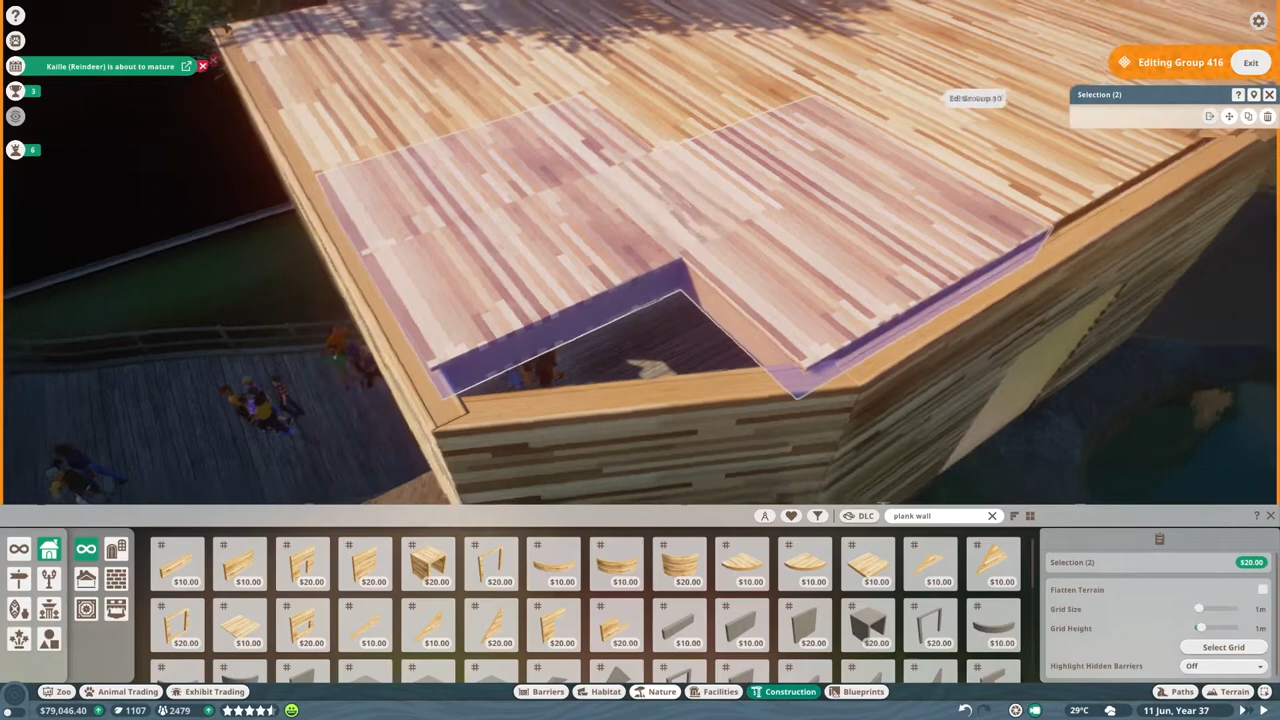 ?
Editing Group 416
Exit
Kaille (Reindeer) is about to mature
3
Selection (2)
?
6
DLC
plank wall
?
$10.00
$10.00
$20.00
$10.00
$20.00
$20.00
$10.00
$10.00
$20.00
$10.00
$10.00
$10.00
$10.00
$10.00
Selection (2)
$20.00
Flatten Terrain
Grid Size
1m
Grid Height
1m
$20.00
$10.00
$20.00
$10.00
$10.00
$20.00
$10.00
$20.00
$10.00
$10.00
$20.00
$20.00
$20.00
$10.00
Select Grid
Highlight Hidden Barriers
Off
Zoo
Animal Trading
Exhibit Trading
Barriers
Habitat
Nature
Facilities
Construction
Blueprints
Paths
Terrain
$79,046.40
1107
2479
29°C
11 Jun, Year 37